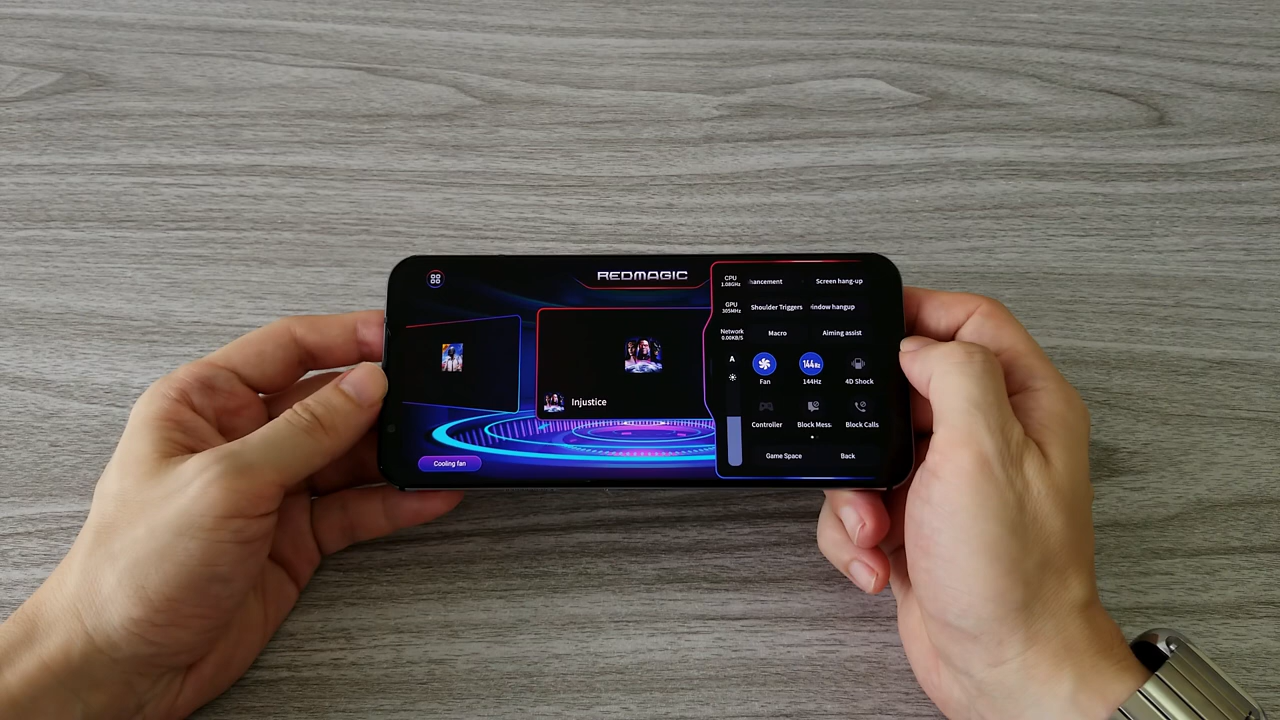 REDMAGIC
Injustice
Cooling fan
CPU
1.08GHz
hancement
Screen hang-up
GPU
305MHz
Shoulder Triggers
indow hangup
Network
0.00KB/S
Macro
Aiming assist
A
144Hz
Fan
144Hz
4D Shock
Controller
Block Mess
Block Calls
Game Space
Back